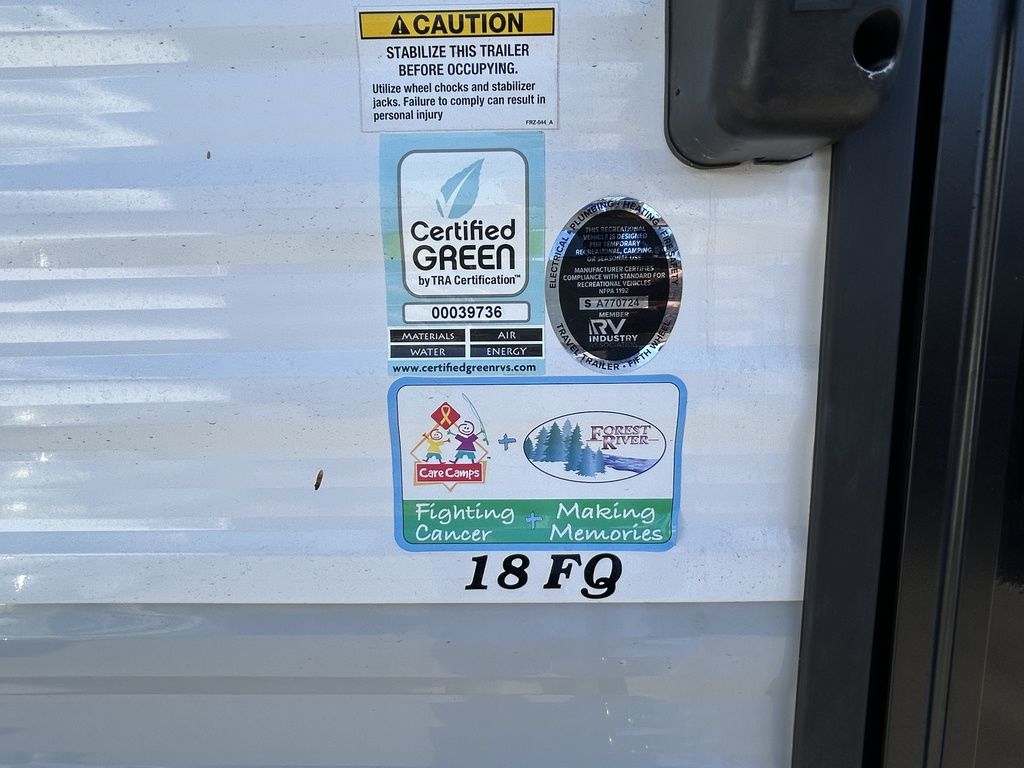 CAUTION
STABILIZE THIS TRAILER
BEFORE OCCUPYING.
Utilize wheel chocks and stabilizer
jacks. Failure to comply can result in
personal injury
FRZ-044_A
Certified
GREEN
by TRA Certification™
00039736
MATERIALS AIR
WATER ENERGY
www.certifiedgreenrvs.com
ELECTRICAL • PLUMBING • HEATING • FIRE SAFETY
THIS RECREATIONAL
VEHICLE IS DESIGNED
FOR TEMPORARY
RECREATIONAL, CAMPING,
OR SEASONAL USE
MANUFACTURER CERTIFIES
COMPLIANCE WITH STANDARD FOR
RECREATIONAL VEHICLES
NFPA 1192
S A770724
MEMBER
RV
INDUSTRY
ASSOCIATION
TRAVEL TRAILER • FIFTH WHEEL
Care Camps
+
FOREST
RIVER
Fighting + Making
Cancer Memories
18 FQ